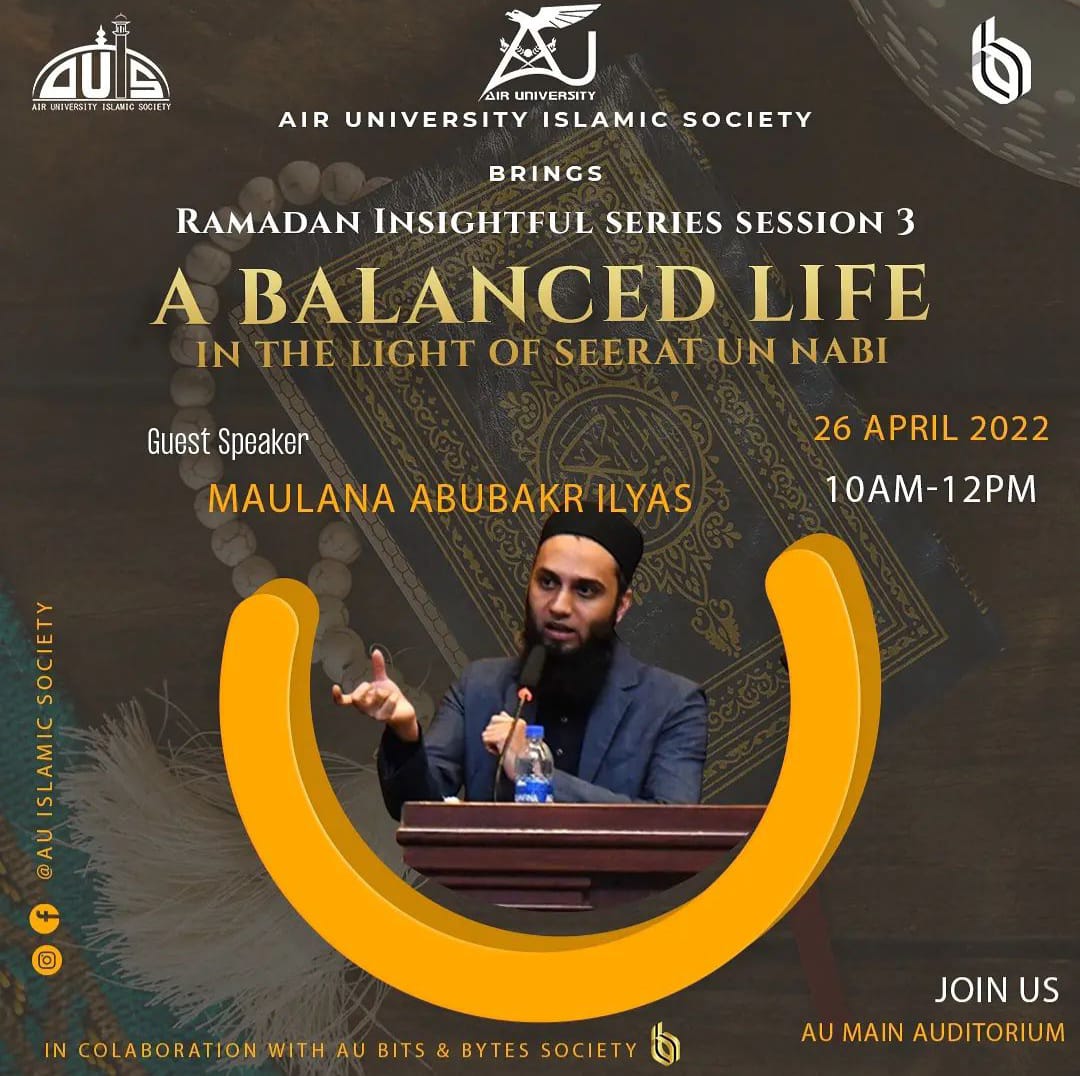 AUIS
AIR UNIVERSITY ISLAMIC SOCIETY
AU
AIR UNIVERSITY
AIR UNIVERSITY ISLAMIC SOCIETY
BRINGS
RAMADAN INSIGHTFUL SERIES SESSION 3
A BALANCED LIFE
IN THE LIGHT OF SEERAT UN NABI
Guest Speaker
MAULANA ABUBAKR ILYAS
26 APRIL 2022
10AM-12PM
@AU ISLAMIC SOCIETY
JOIN US
AU MAIN AUDITORIUM
IN COLABORATION WITH AU BITS & BYTES SOCIETY